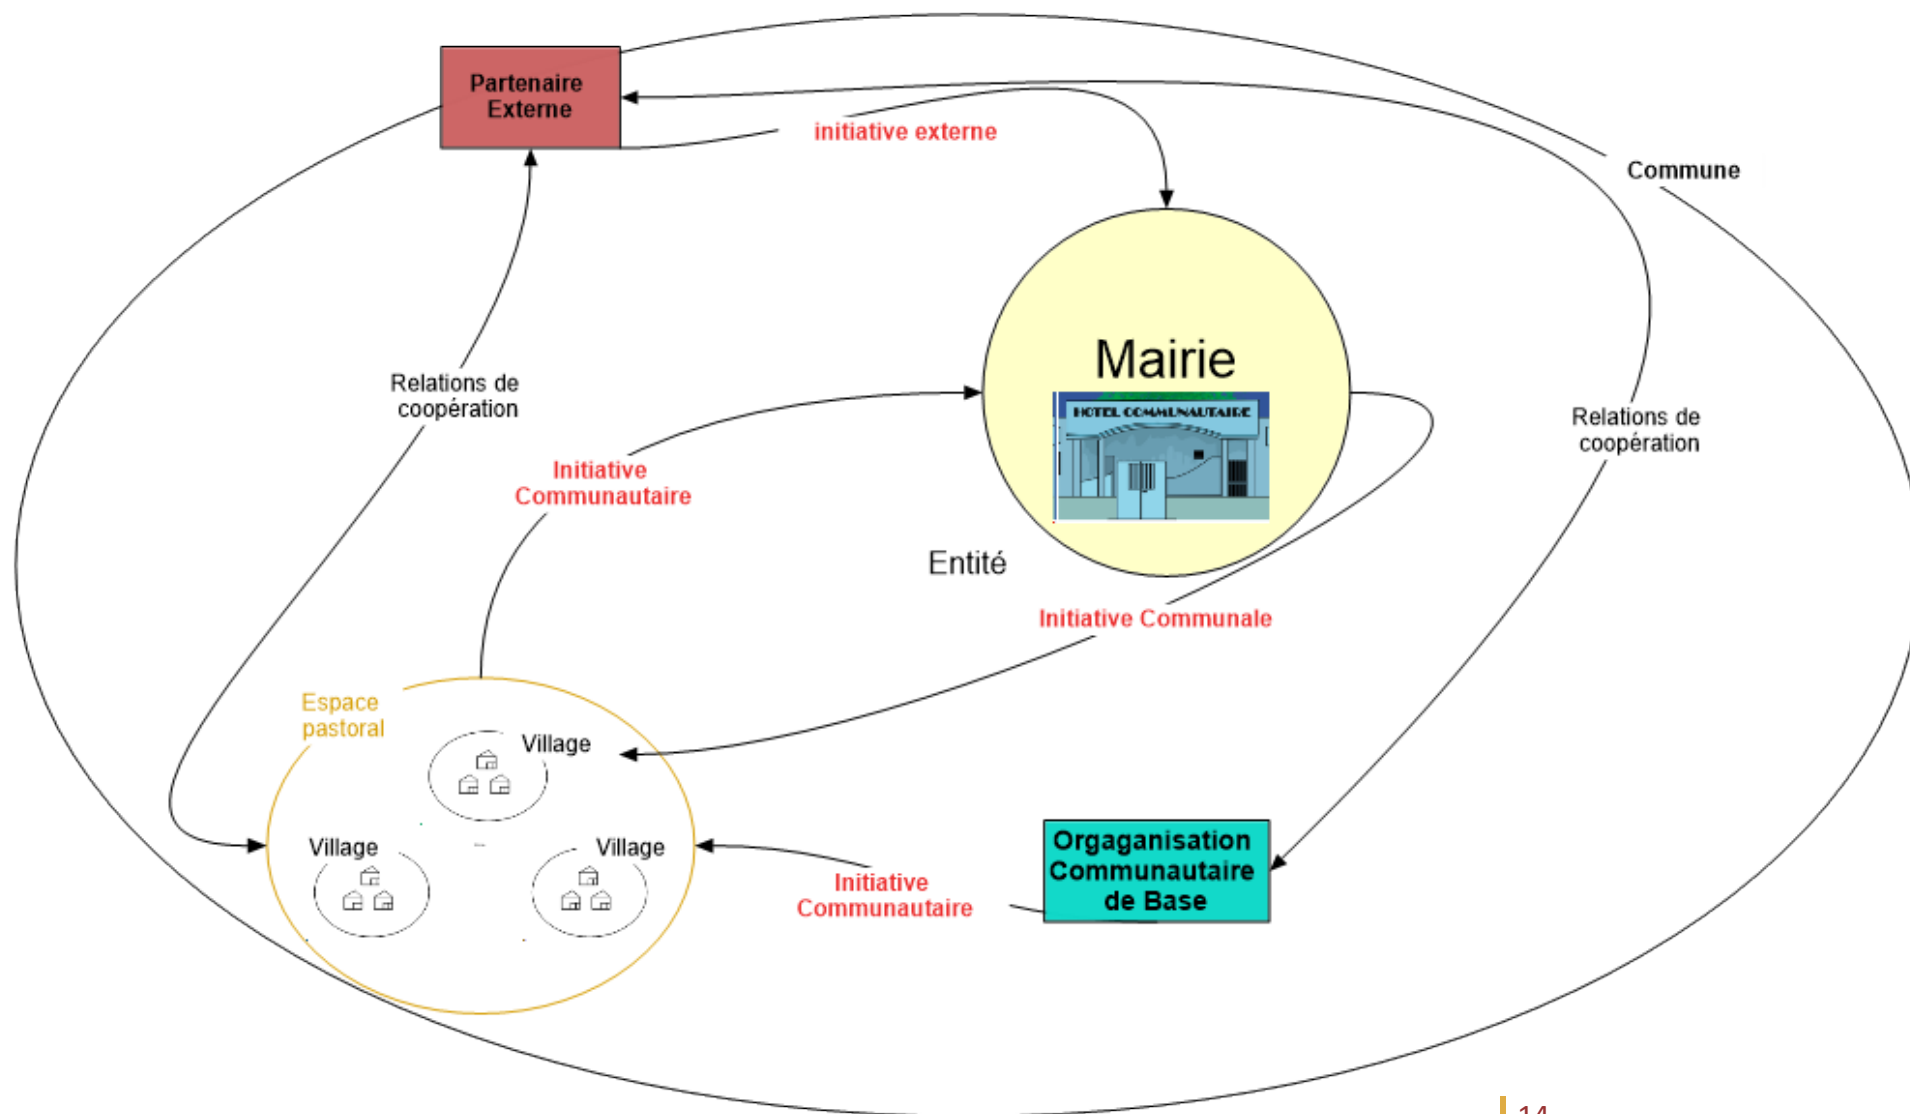 Partenaire
Externe
initiative externe
Commune
Mairie
HOTEL COMMUNAUTAIRE
Relations de
coopération
Relations de
coopération
Initiative
Communautaire
Entité
Initiative Communale
Espace
pastoral
Village
Village
Village
Orgaganisation
Communautaire
de Base
Initiative
Communautaire
14